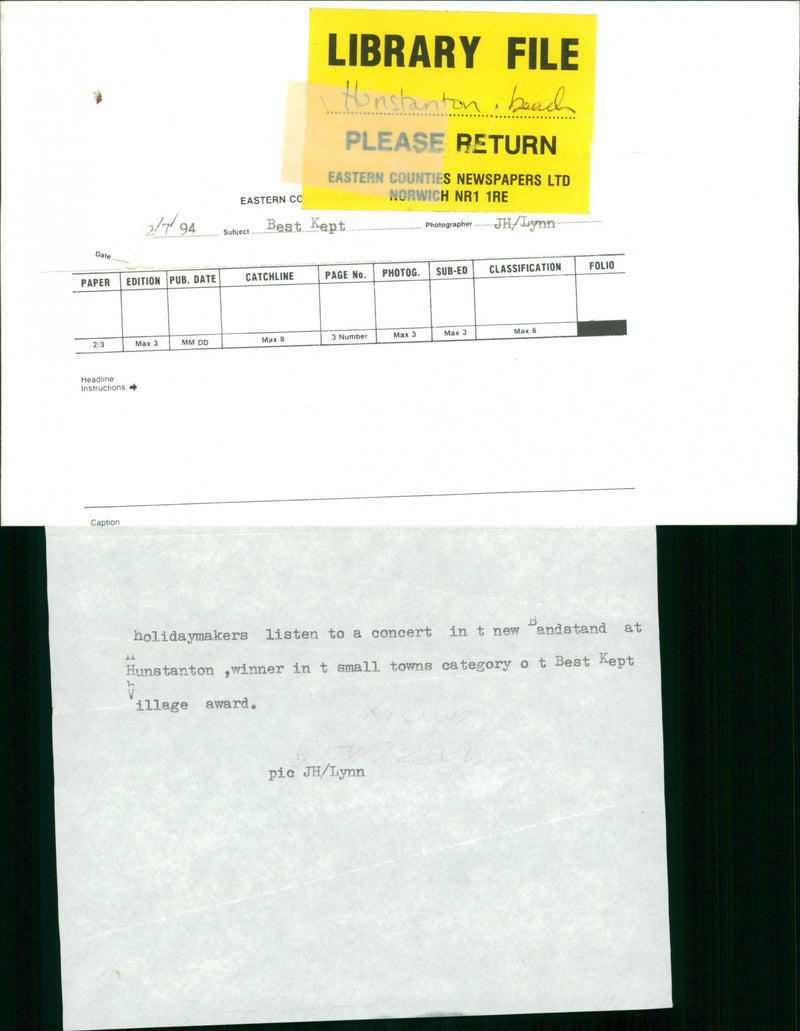 LIBRARY FILE
Hunstanton : beach
PLEASE RETURN
EASTERN COUNTIES NEWSPAPERS LTD
NORWICH NR1 1RE
EASTERN CO
/7/94 Subject Best Kept Photographer JH/Lynn
Date
PAPER EDITION PUB. DATE CATCHLINE PAGE No. PHOTOG. SUB-ED CLASSIFICATION FOLIO
2/3 Max 3 MM DD Max 8 3 Number Max 3 Max 3 Max 6
Headline
Instructions ➔
Caption
holidaymakers listen to a concert in t new Bandstand at
Hunstanton ,winner in t small towns category o t Best Kept
Village award.
pic JH/Lynn